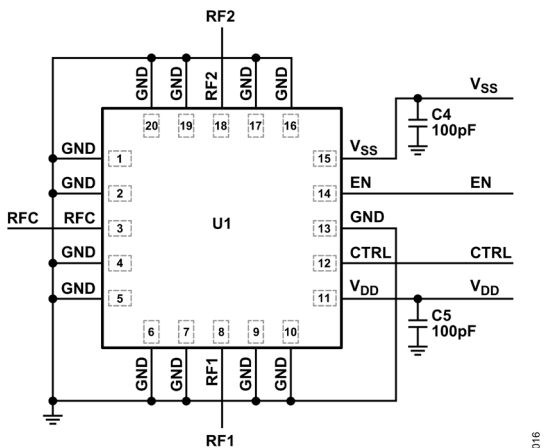 RF2
GND
GND
RF2
GND
GND
20
19
18
17
16
VSS
C4
100pF
GND
1
15
VSS
GND
2
14
EN
EN
RFC
RFC
3
U1
13
GND
GND
4
12
CTRL
CTRL
GND
5
11
VDD
VDD
C5
100pF
6
7
8
9
10
GND
GND
RF1
GND
GND
RF1
016